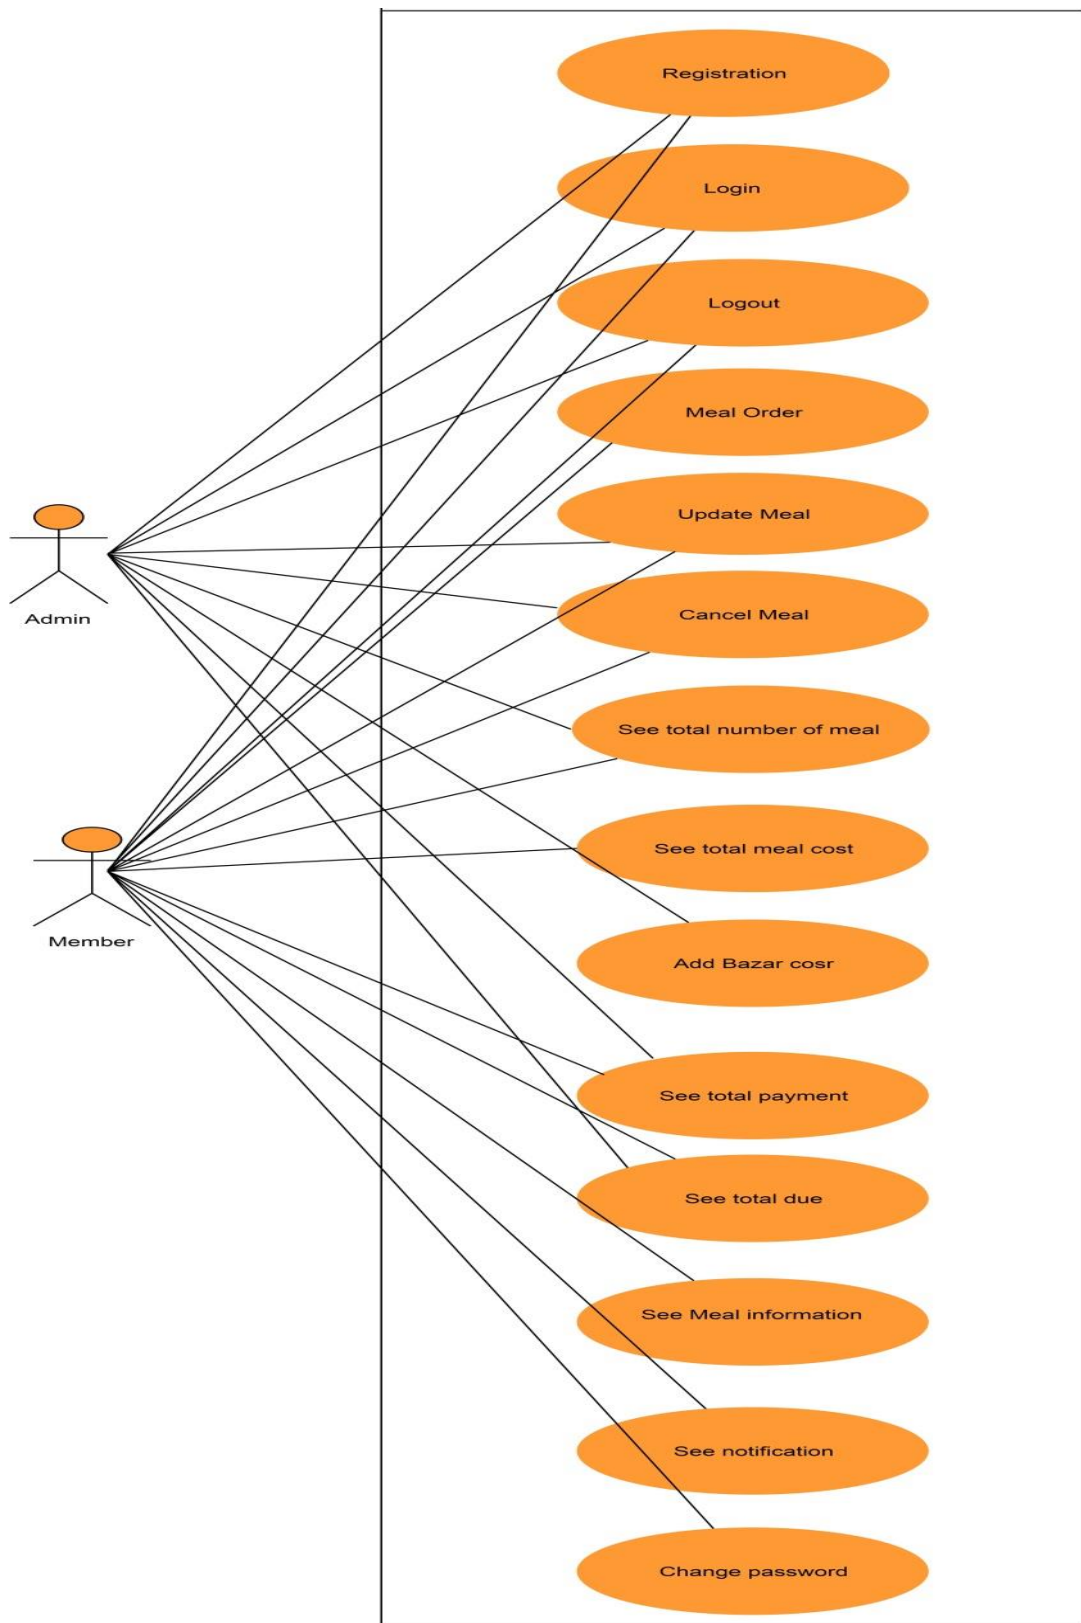 Registration
Login
Logout
Meal Order
Update Meal
Admin
Cancel Meal
See total number of meal
See total meal cost
Member
Add Bazar cosr
See total payment
See total due
See Meal information
See notification
Change password